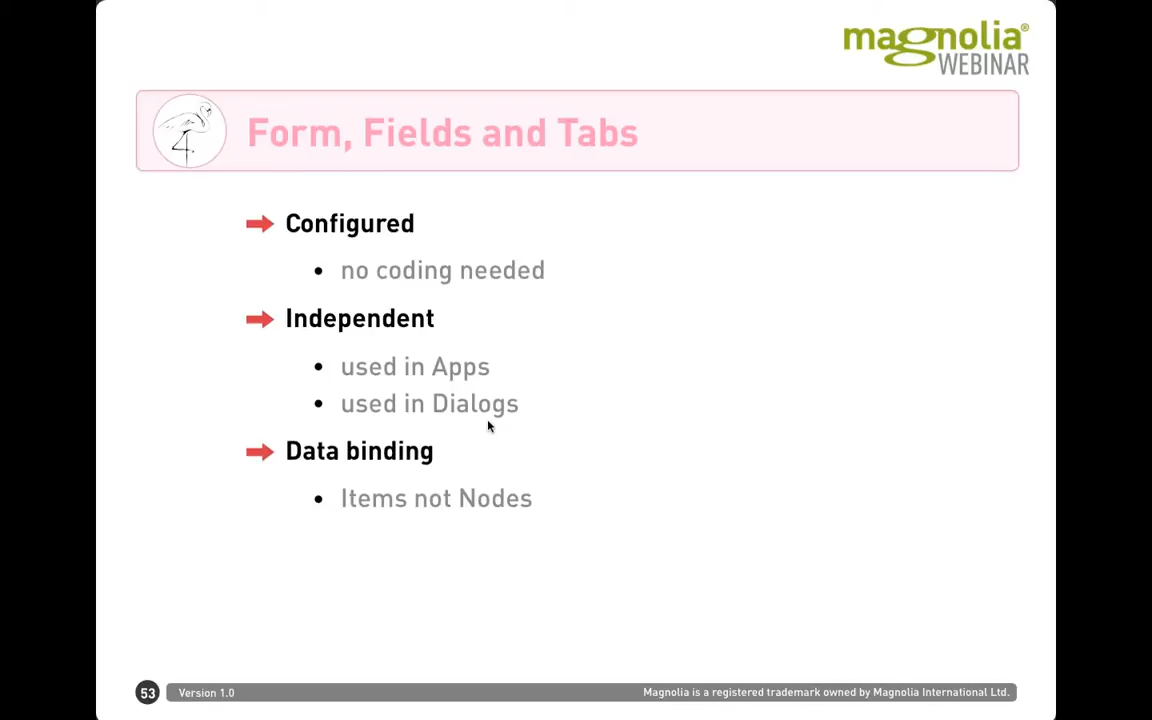 magnolia®
WEBINAR
Form, Fields and Tabs
Configured
• no coding needed
Independent
• used in Apps
• used in Dialogs
Data binding
• Items not Nodes
53 Version 1.0 Magnolia is a registered trademark owned by Magnolia International Ltd.